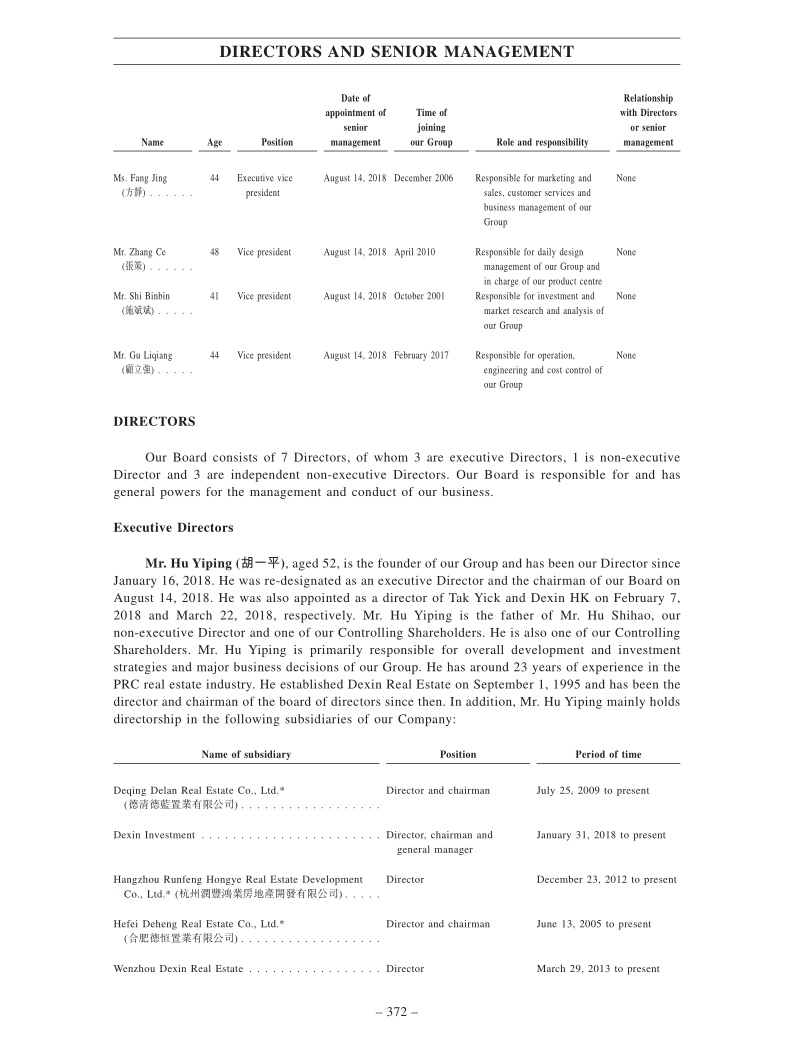 DIRECTORS AND SENIOR MANAGEMENT
Name Age Position Date of appointment of senior management Time of joining our Group Role and responsibility Relationship with Directors or senior management
Ms. Fang Jing 44 Executive vice August 14, 2018 December 2006 Responsible for marketing and None
(方靜) . . . . . . president sales, customer services and
business management of our
Group
Mr. Zhang Ce 48 Vice president August 14, 2018 April 2010 Responsible for daily design None
(張策) . . . . . . management of our Group and
in charge of our product centre
Mr. Shi Binbin 41 Vice president August 14, 2018 October 2001 Responsible for investment and None
(施斌斌) . . . . . market research and analysis of
our Group
Mr. Gu Liqiang 44 Vice president August 14, 2018 February 2017 Responsible for operation, None
(顧立強) . . . . . engineering and cost control of
our Group
DIRECTORS
Our Board consists of 7 Directors, of whom 3 are executive Directors, 1 is non-executive
Director and 3 are independent non-executive Directors. Our Board is responsible for and has
general powers for the management and conduct of our business.
Executive Directors
Mr. Hu Yiping (胡一平), aged 52, is the founder of our Group and has been our Director since
January 16, 2018. He was re-designated as an executive Director and the chairman of our Board on
August 14, 2018. He was also appointed as a director of Tak Yick and Dexin HK on February 7,
2018 and March 22, 2018, respectively. Mr. Hu Yiping is the father of Mr. Hu Shihao, our
non-executive Director and one of our Controlling Shareholders. He is also one of our Controlling
Shareholders. Mr. Hu Yiping is primarily responsible for overall development and investment
strategies and major business decisions of our Group. He has around 23 years of experience in the
PRC real estate industry. He established Dexin Real Estate on September 1, 1995 and has been the
director and chairman of the board of directors since then. In addition, Mr. Hu Yiping mainly holds
directorship in the following subsidiaries of our Company:
Name of subsidiary Position Period of time
Deqing Delan Real Estate Co., Ltd.* Director and chairman July 25, 2009 to present
(德清德藍置業有限公司) . . . . . . . . . . . . . . . . . .
Dexin Investment . . . . . . . . . . . . . . . . . . . . . . . Director, chairman and January 31, 2018 to present
general manager
Hangzhou Runfeng Hongye Real Estate Development Director December 23, 2012 to present
Co., Ltd.* (杭州潤豐鴻業房地產開發有限公司) . . . . .
Hefei Deheng Real Estate Co., Ltd.* Director and chairman June 13, 2005 to present
(合肥德恒置業有限公司) . . . . . . . . . . . . . . . . . .
Wenzhou Dexin Real Estate . . . . . . . . . . . . . . . . . Director March 29, 2013 to present
– 372 –